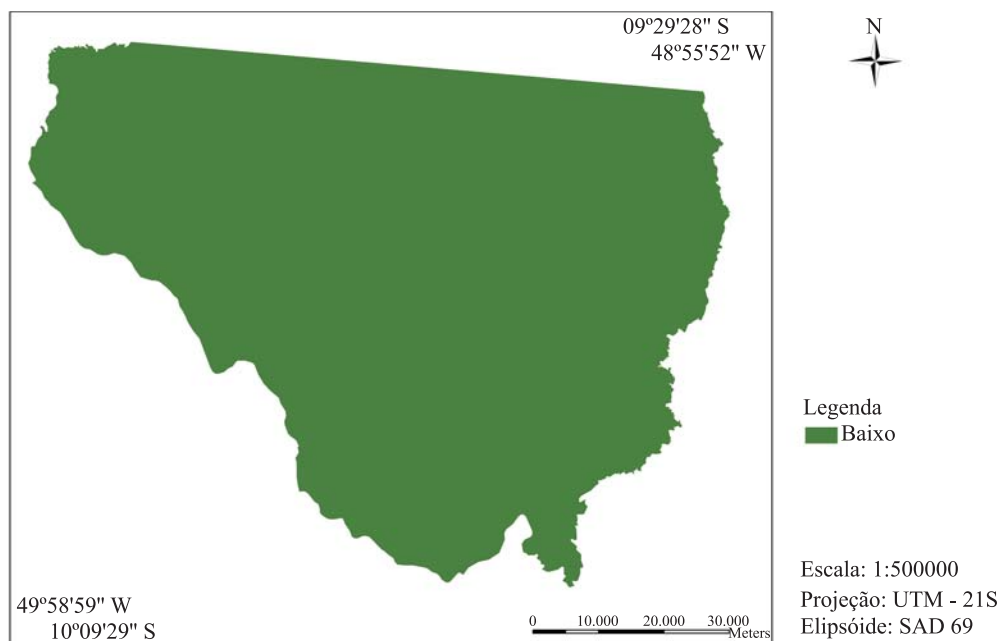 09º29'28" S
48º55'52" W
N
Legenda
Baixo
49º58'59" W
10º09'29" S
0 10.000 20.000 30.000
Meters
Escala: 1:500000
Projeção: UTM - 21S
Elipsóide: SAD 69